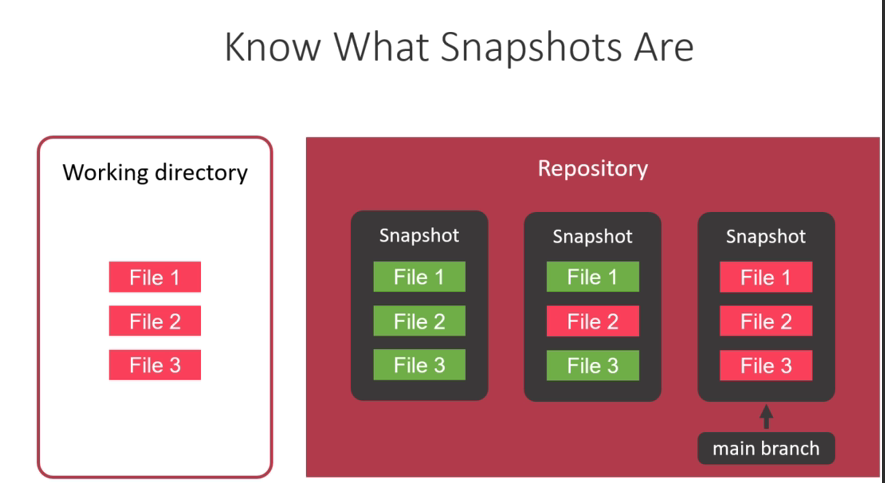 Know What Snapshots Are
Working directory
File 1
File 2
File 3
Repository
Snapshot
File 1
File 2
File 3
Snapshot
File 1
File 2
File 3
Snapshot
File 1
File 2
File 3
main branch